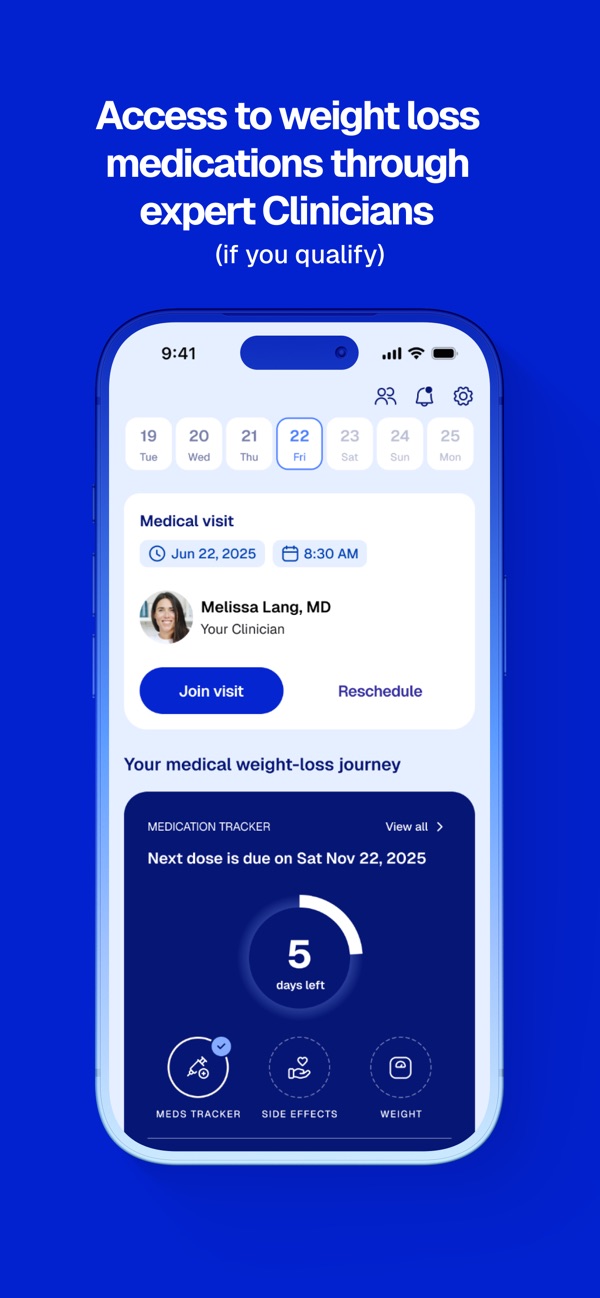 Access to weight loss
medications through
expert Clinicians
(if you qualify)
9:41
19 20 21 22 23 24 25
Tue Wed Thu Fri Sat Sun Mon
Medical visit
Jun 22, 2025 8:30 AM
Melissa Lang, MD
Your Clinician
Join visit Reschedule
Your medical weight-loss journey
MEDICATION TRACKER View all
Next dose is due on Sat Nov 22, 2025
5
days left
MEDS TRACKER SIDE EFFECTS WEIGHT